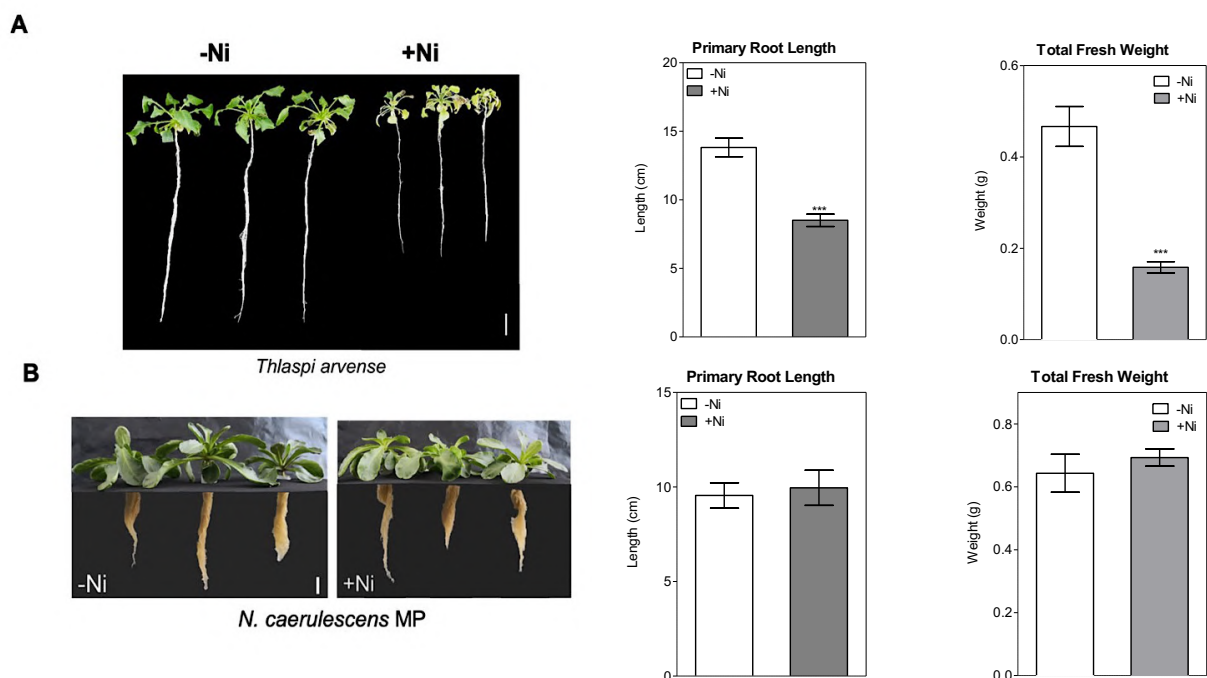 A
-Ni
+Ni
Thlaspi arvense
Primary Root Length
-Ni
+Ni
***
Length (cm)
20
15
10
5
0
Total Fresh Weight
-Ni
+Ni
***
Weight (g)
0.6
0.4
0.2
0.0
B
-Ni
+Ni
N. caerulescens MP
Primary Root Length
-Ni
+Ni
Length (cm)
15
10
5
0
Total Fresh Weight
-Ni
+Ni
Weight (g)
0.8
0.6
0.4
0.2
0.0